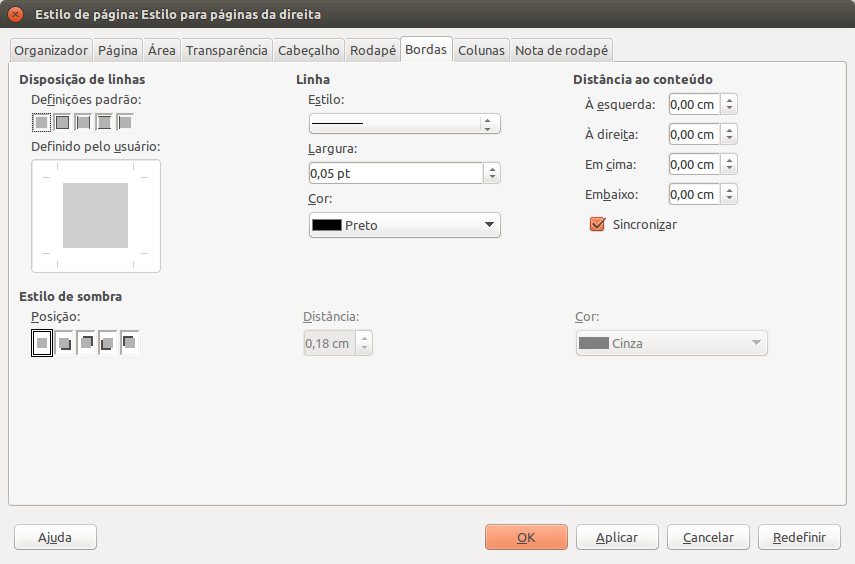 Estilo de página: Estilo para páginas da direita
Organizador Página Área Transparência Cabeçalho Rodapé Bordas Colunas Nota de rodapé
Disposição de linhas
Definições padrão:
Definido pelo usuário:
Linha
Estilo:
Largura:
0,05 pt
Cor:
Preto
Distância ao conteúdo
À esquerda: 0,00 cm
À direita: 0,00 cm
Em cima: 0,00 cm
Embaixo: 0,00 cm
Sincronizar
Estilo de sombra
Posição:
Distância:
0,18 cm
Cor:
Cinza
Ajuda OK Aplicar Cancelar Redefinir